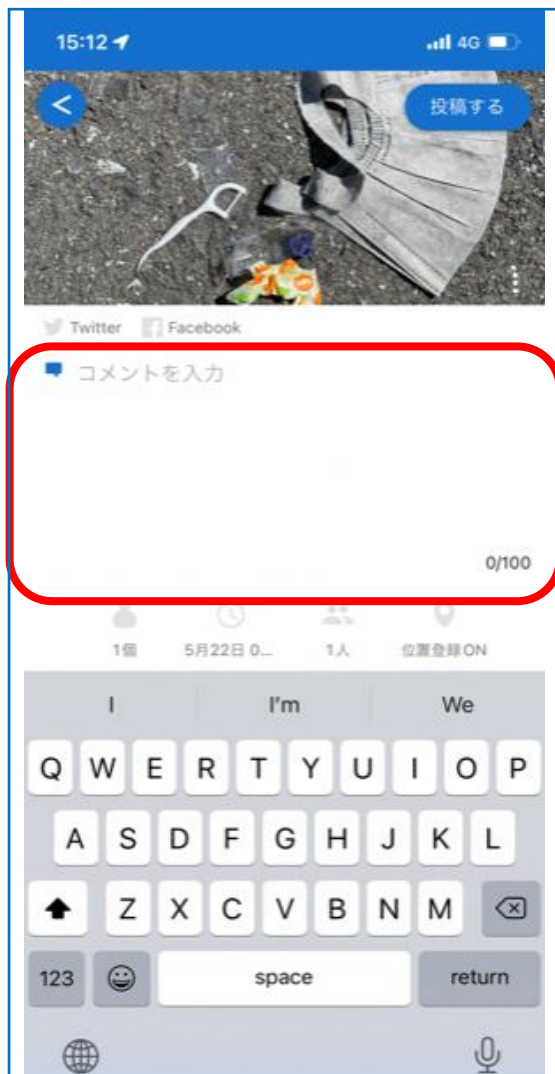 15:12 4G
投稿する
Twitter Facebook
コメントを入力
0/100
1個 5月22日 0... 1人 位置登録ON
I I'm We
Q W E R T Y U I O P
A S D F G H J K L
Z X C V B N M
123 space return